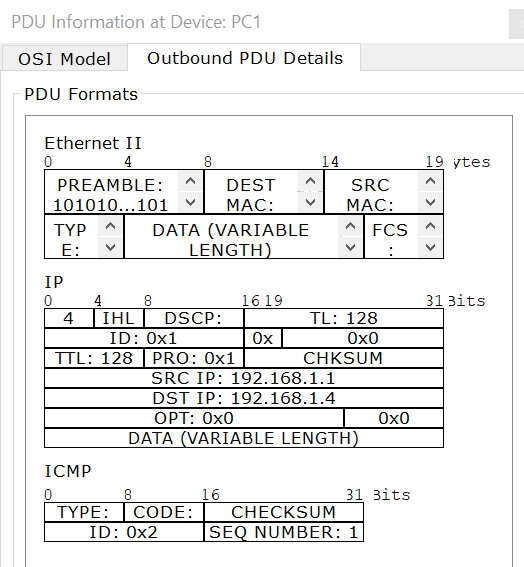 PDU Information at Device: PC1
OSI Model Outbound PDU Details
PDU Formats
Ethernet II
0 4 8 14 19 ytes
PREAMBLE: DEST SRC
101010...101 MAC: MAC:
TYP DATA (VARIABLE FCS
E: LENGTH) :
IP
0 4 8 16 19 31 Bits
4 IHL DSCP: TL: 128
ID: 0x1 0x 0x0
TTL: 128 PRO: 0x1 CHKSUM
SRC IP: 192.168.1.1
DST IP: 192.168.1.4
OPT: 0x0 0x0
DATA (VARIABLE LENGTH)
ICMP
0 8 16 31 Bits
TYPE: CODE: CHECKSUM
ID: 0x2 SEQ NUMBER: 1